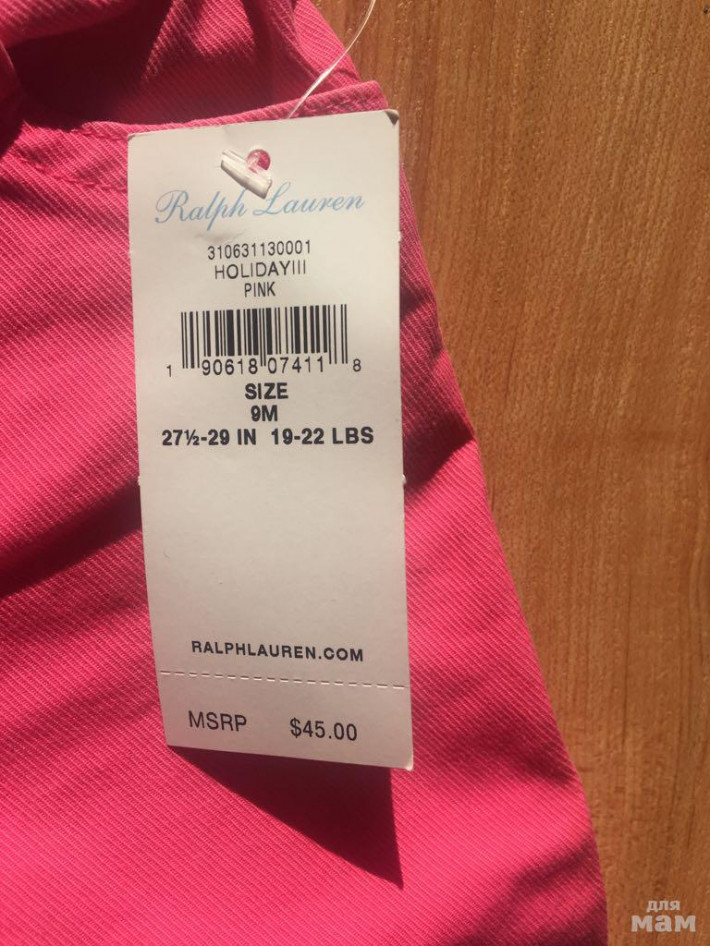 Ralph Lauren
310631130001
HOLIDAYIII
PINK
1 90618 07411 8
SIZE
9M
27½-29 IN 19-22 LBS
RALPHLAUREN.COM
MSRP $45.00
для
мам